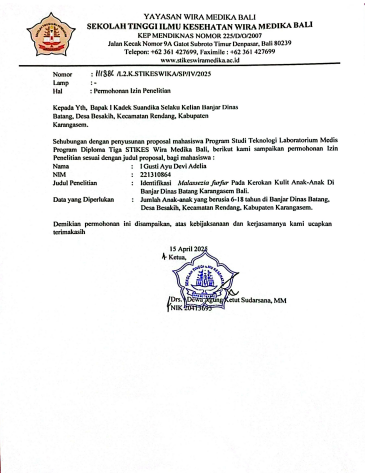 YAYASAN WIRA MEDIKA BALI
SEKOLAH TINGGI ILMU KESEHATAN WIRA MEDIKA BALI
KEP MENDIKNAS NOMOR 225/D/O/2007
Jalan Kecak Nomor 9A Gatot Subroto Timur Denpasar, Bali 80239
Telepon: +62 361 427699, Faximile : +62 361 427699
www.stikeswiramedika.ac.id
Nomor : /L2.K.STIKESWIKA/SP/IV/2025
Lamp : -
Hal : Permohonan Izin Penelitian
Kepada Yth, Bapak I Kadek Suandika Selaku Kelian Banjar Dinas
Batang, Desa Besakih, Kecamatan Rendang, Kabupaten
Karangasem.
Sehubungan dengan penyusunan proposal mahasiswa Program Studi Teknologi Laboratorium Medis
Program Diploma Tiga STIKES Wira Medika Bali, berikut kami sampaikan permohonan Izin
Penelitian sesuai dengan judul proposal, bagi mahasiswa :
Nama : I Gusti Ayu Devi Adelia
NIM : 221310864
Judul Penelitian : Identifikasi Malassezia furfur Pada Kerokan Kulit Anak-Anak Di
Banjar Dinas Batang Karangasem Bali.
Data yang Diperlukan : Jumlah Anak-anak yang berusia 6-18 tahun di Banjar Dinas Batang,
Desa Besakih, Kecamatan Rendang, Kabupaten Karangasem.
Demikian permohonan ini disampaikan, atas kebijaksanaan dan kerjasamanya kami ucapkan
terimakasih
15 April 2025
Ketua,
Drs. Dewa Agung Ketut Sudarsana, MM
NIK 20413695